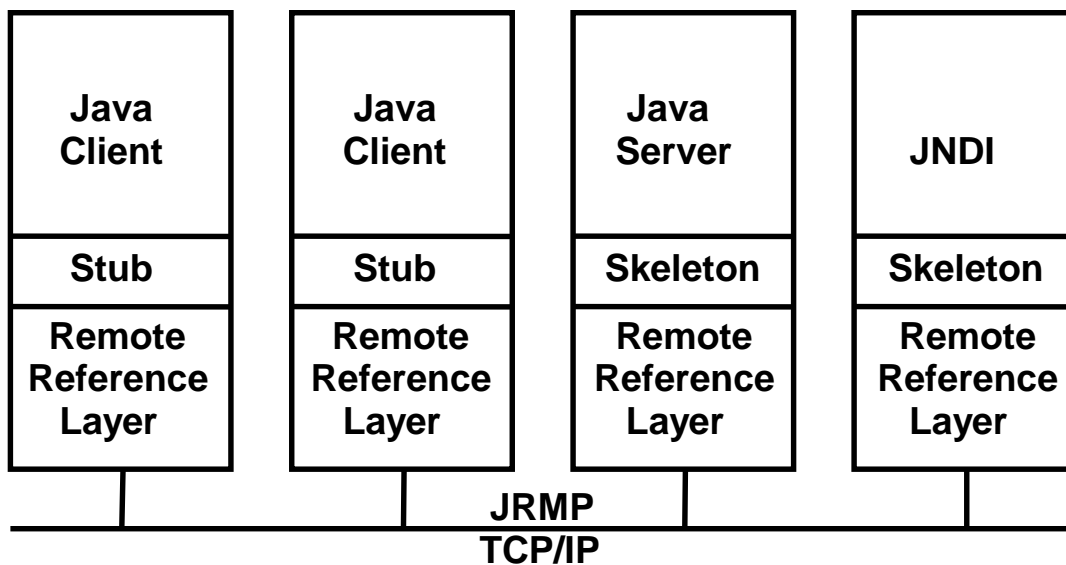 Java
Client
Stub
Remote
Reference
Layer
Java
Client
Stub
Remote
Reference
Layer
Java
Server
Skeleton
Remote
Reference
Layer
JNDI
Skeleton
Remote
Reference
Layer
JRMP
TCP/IP